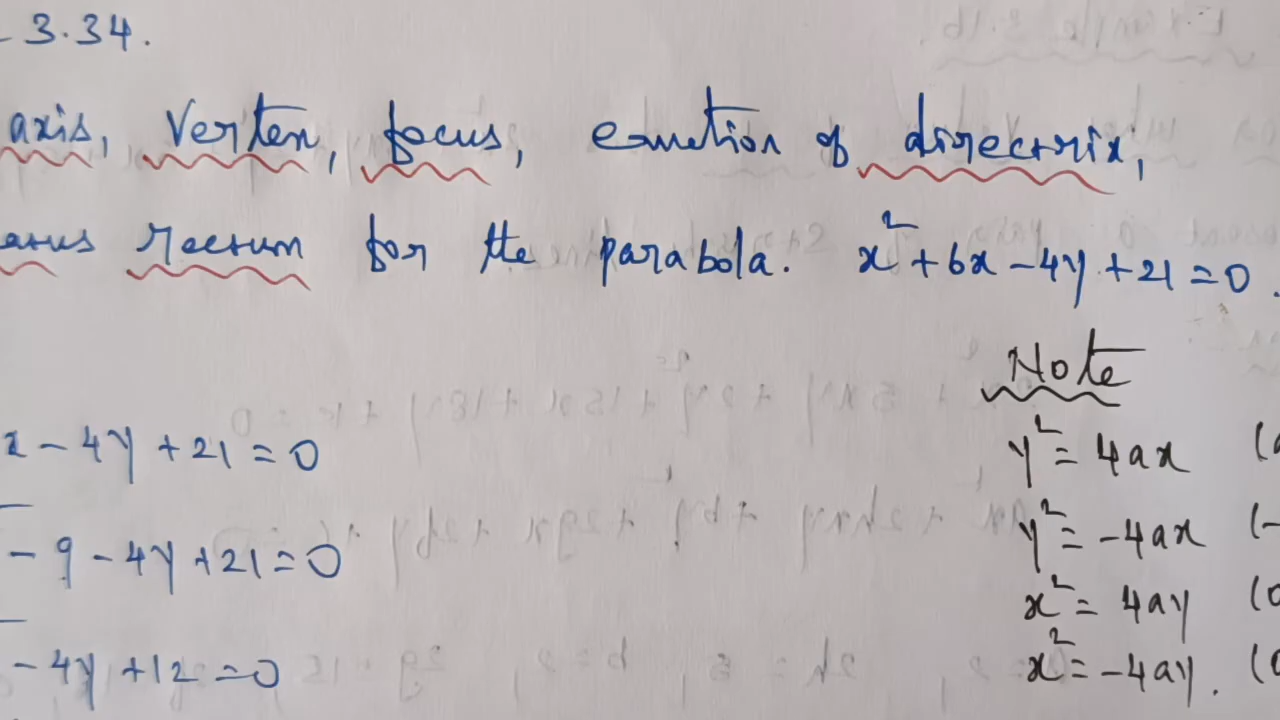 3.34.
axis, Vertex, focus, equation of directrix,
atus rectum for the parabola. x² + 6x - 4y + 21 = 0.
Note
x - 4y + 21 = 0
y² = 4ax
- 9 - 4y + 21 = 0
y² = -4ax
x² = 4ay
- 4y + 12 = 0
x² = -4ay.